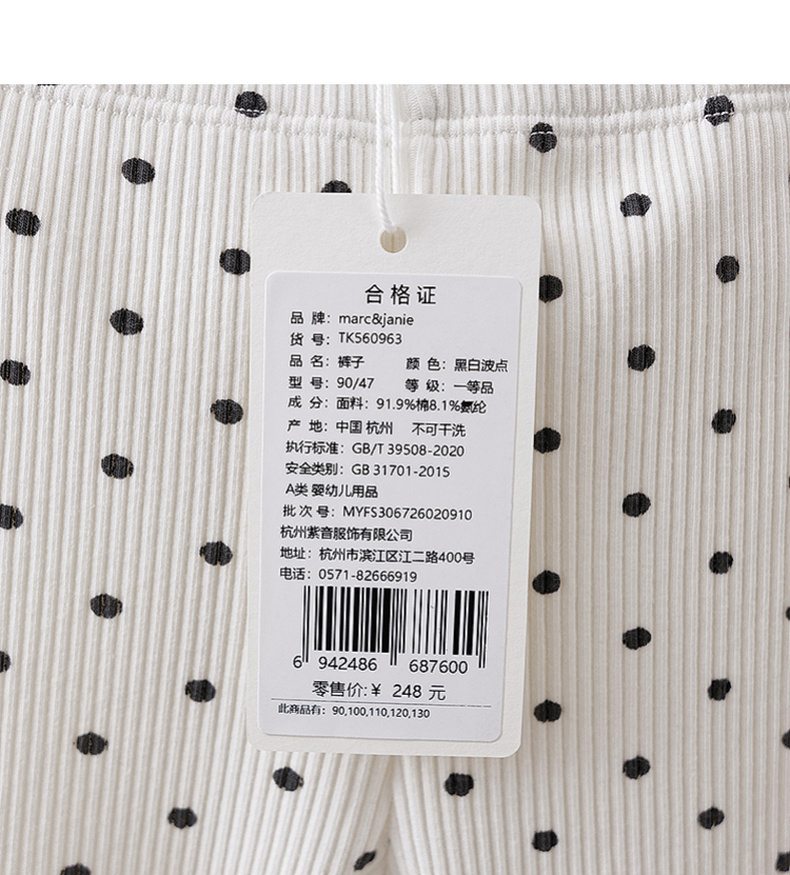 合格证
品 牌：marc&janie
货 号：TK560963
品 名：裤子 颜 色：黑白波点
型 号：90/47 等 级：一等品
成 分：面料：91.9%棉8.1%氨纶
产 地：中国 杭州 不可干洗
执行标准：GB/T 39508-2020
安全类别：GB 31701-2015
A类 婴幼儿用品
批 次 号：MYFS306726020910
杭州紫音服饰有限公司
地址：杭州市滨江区江二路400号
电话：0571-82666919
6 942486 687600
零售价:¥ 248 元
此商品有：90,100,110,120,130